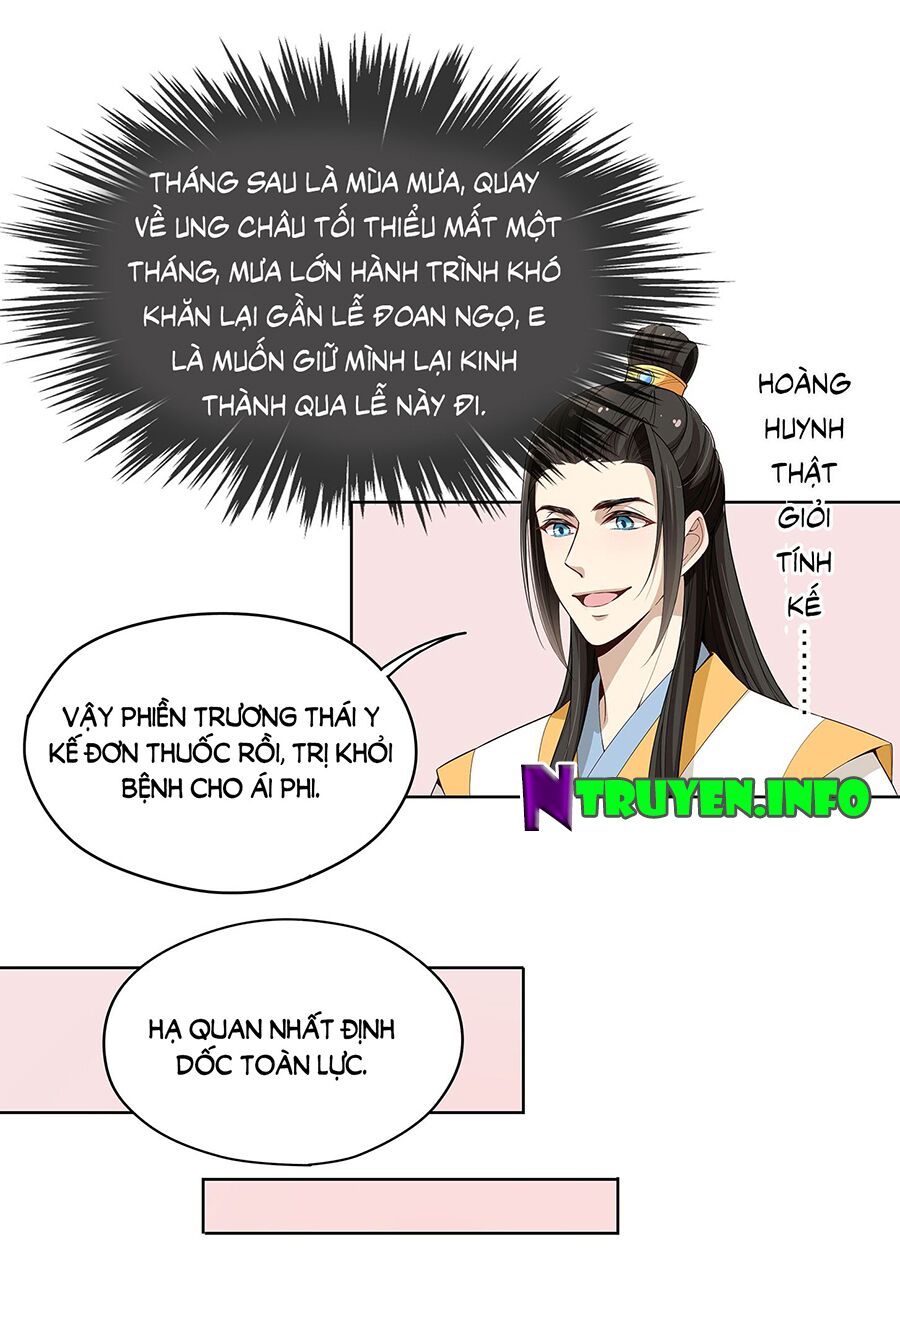 THÁNG SAU LÀ MÙA MƯA, QUAY
VỀ UNG CHÂU TỐI THIỂU MẤT MỘT
THÁNG, MƯA LỚN HÀNH TRÌNH KHÓ
KHĂN LẠI GẦN LỄ ĐOAN NGỌ, E
LÀ MUỐN GIỮ MÌNH LẠI KINH
THÀNH QUA LỄ NÀY ĐI.
HOÀNG
HUYNH
THẬT
GIỎI
TÍNH
KẾ
.......
VẬY PHIỀN TRƯƠNG THÁI Y
KẾ ĐƠN THUỐC RỒI, TRỊ KHỎI
BỆNH CHO ÁI PHI.
NTRUYEN.INFO
HẠ QUAN NHẤT ĐỊNH
DỐC TOÀN LỰC.